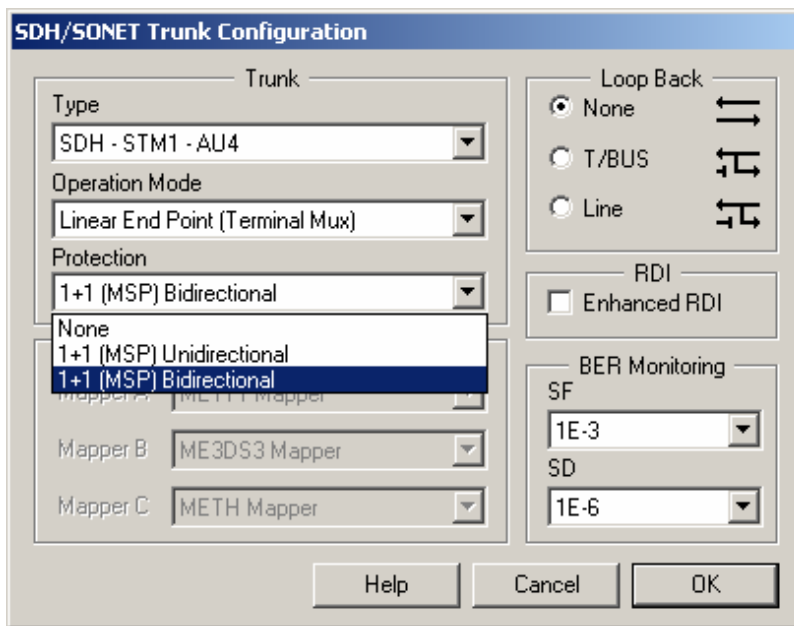 SDH/SONET Trunk Configuration
Trunk
Type
SDH - STM1 - AU4
Operation Mode
Linear End Point (Terminal Mux)
Protection
1+1 (MSP) Bidirectional
None
1+1 (MSP) Unidirectional
1+1 (MSP) Bidirectional
Mapper A
Mapper
Mapper B
ME3DS3 Mapper
Mapper C
METH Mapper
Loop Back
None
T/BUS
Line
RDI
Enhanced RDI
BER Monitoring
SF
1E-3
SD
1E-6
Help
Cancel
OK